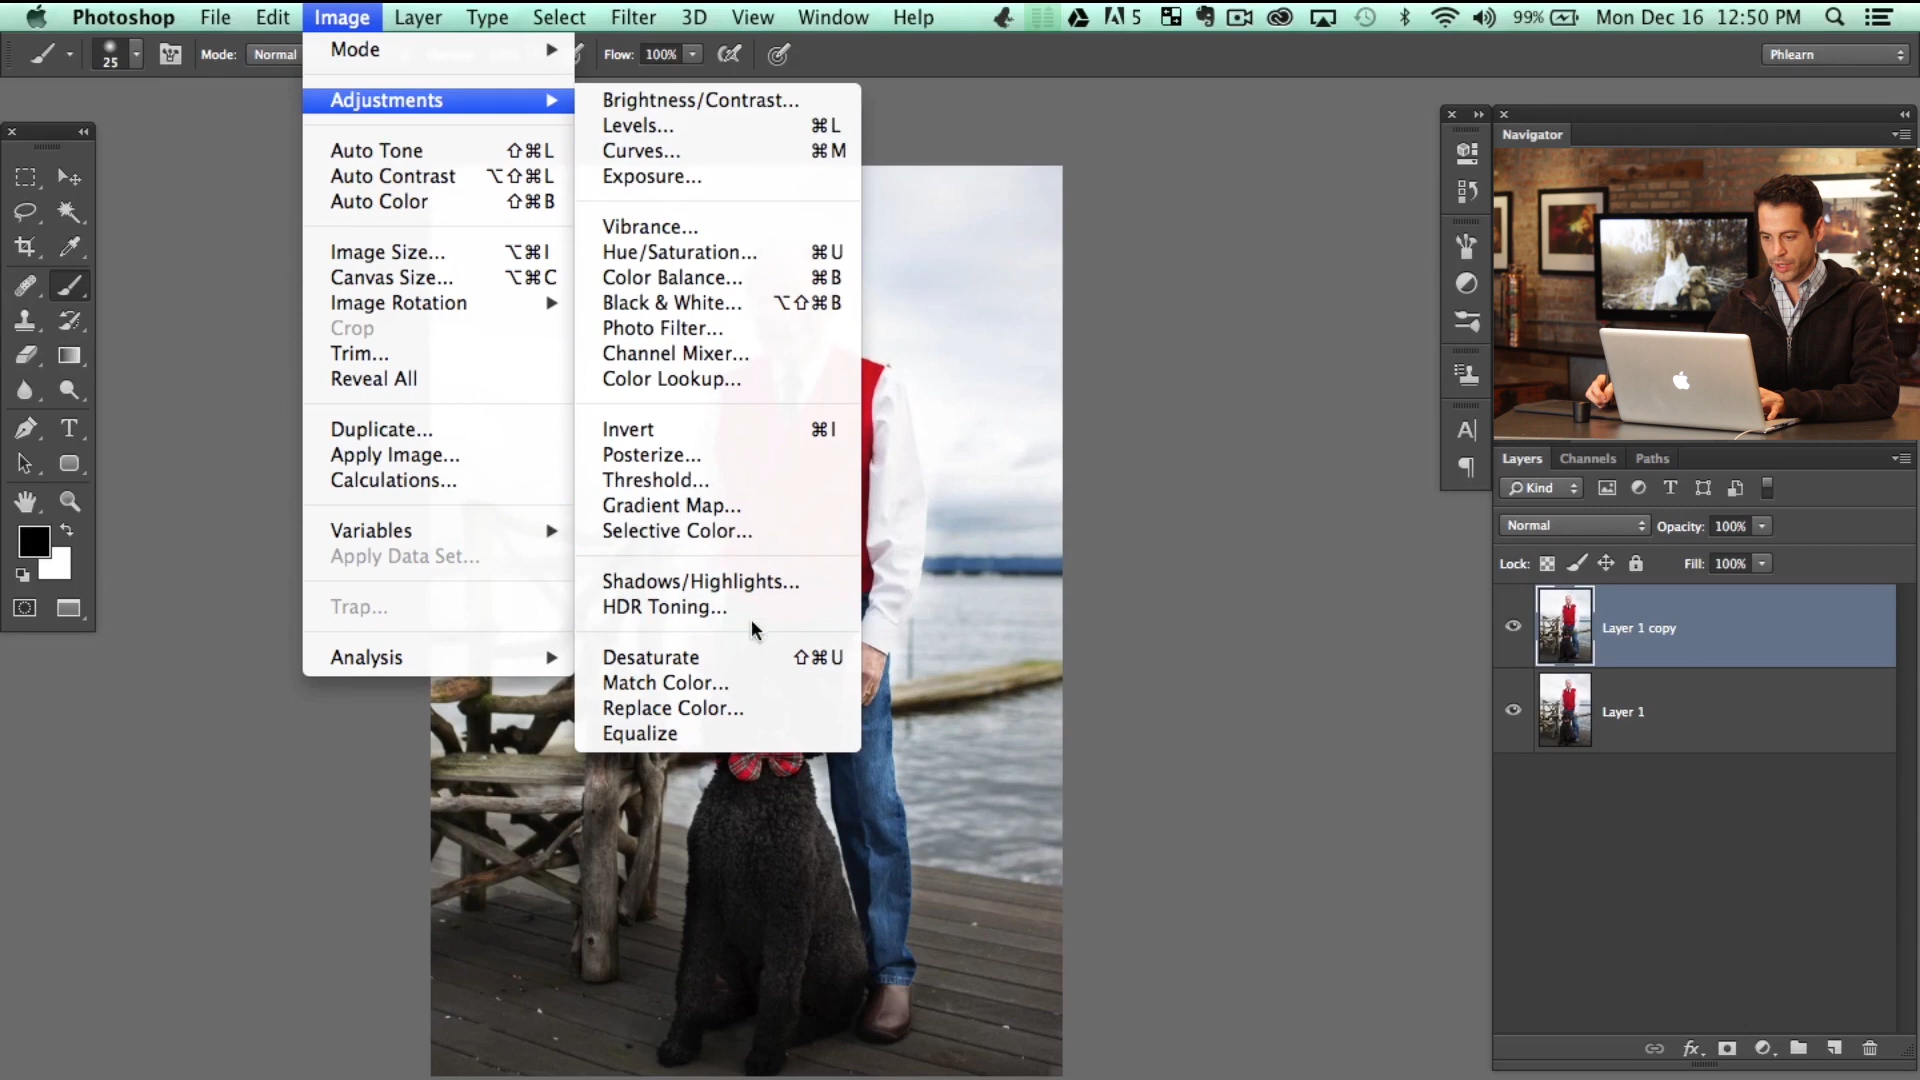 Photoshop File Edit Image Layer Type Select Filter 3D View Window Help 5 99% Mon Dec 16 12:50 PM
25 Mode: Normal Flow: 100% Phlearn
Mode
Adjustments
Auto Tone ⇧⌘L
Auto Contrast ⌥⇧⌘L
Auto Color ⇧⌘B
Image Size... ⌥⌘I
Canvas Size... ⌥⌘C
Image Rotation
Crop
Trim...
Reveal All
Duplicate...
Apply Image...
Calculations...
Variables
Apply Data Set...
Trap...
Analysis
Brightness/Contrast...
Levels... ⌘L
Curves... ⌘M
Exposure...
Vibrance...
Hue/Saturation... ⌘U
Color Balance... ⌘B
Black & White... ⌥⇧⌘B
Photo Filter...
Channel Mixer...
Color Lookup...
Invert ⌘I
Posterize...
Threshold...
Gradient Map...
Selective Color...
Shadows/Highlights...
HDR Toning...
Desaturate ⇧⌘U
Match Color...
Replace Color...
Equalize
Navigator
Layers Channels Paths
Kind
Normal Opacity: 100%
Lock: Fill: 100%
Layer 1 copy
Layer 1
fx